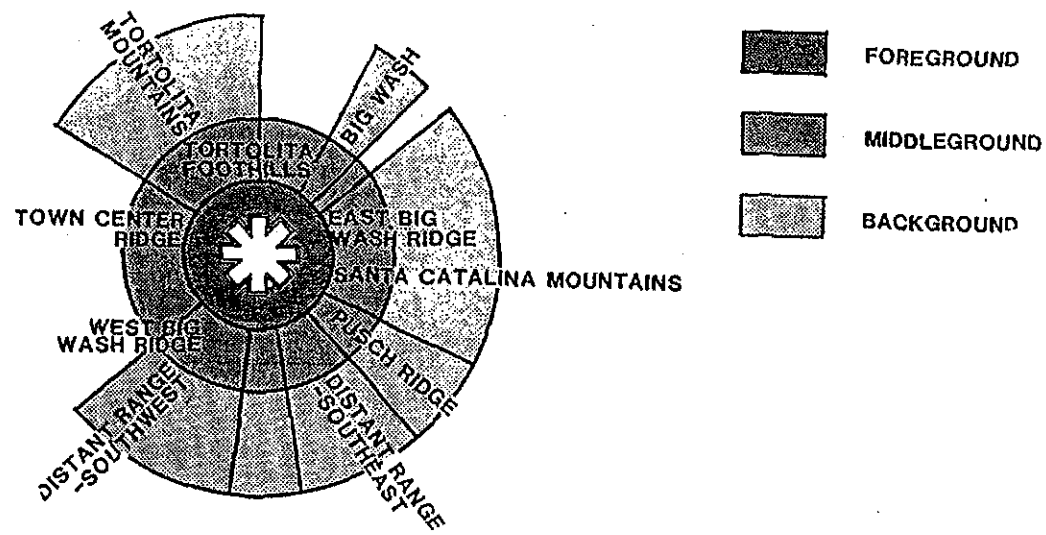 TORTOLITA
MOUNTAINS
BIG WASH
TORTOLITA
FOOTHILLS
TOWN CENTER
RIDGE
EAST BIG
WASH RIDGE
SANTA CATALINA MOUNTAINS
WEST BIG
WASH RIDGE
PUSCH RIDGE
DISTANT RANGE
-SOUTHWEST
DISTANT RANGE
-SOUTHEAST
FOREGROUND
MIDDLEGROUND
BACKGROUND